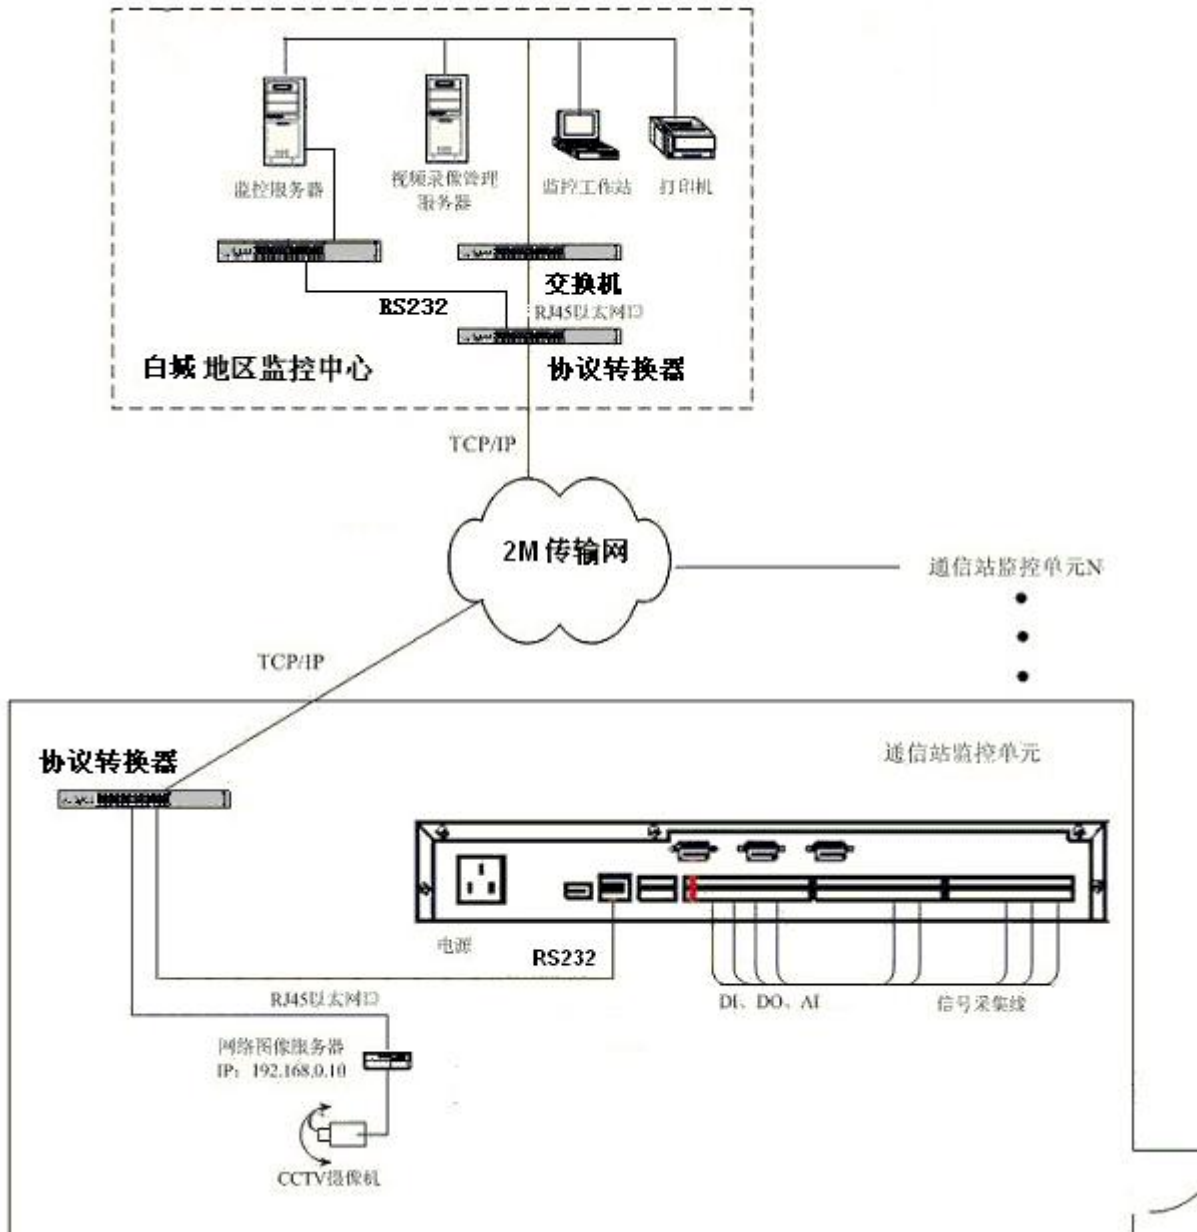 监控服务器
视频录像管理
服务器
监控工作站
打印机
交换机
RS232
RJ45以太网口
白城 地区监控中心
协议转换器
TCP/IP
2M 传输网
通信站监控单元N
TCP/IP
协议转换器
通信站监控单元
电源
RS232
RJ45以太网口
DI、DO、AI
信号采集线
网络图像服务器
IP：192.168.0.10
CCTV摄像机